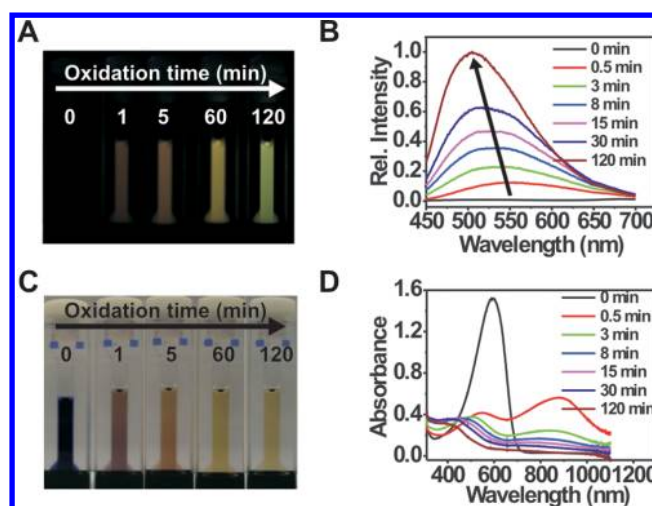 A
Oxidation time (min)
0 1 5 60 120
B
1.0
0.8
0.6
0.4
0.2
0.0
450 500 550 600 650 700
Rel. Intensity
Wavelength (nm)
0 min
0.5 min
3 min
8 min
15 min
30 min
120 min
C
Oxidation time (min)
0 1 5 60 120
D
1.6
1.2
0.8
0.4
0.0
400 600 800 1000 1200
Absorbance
Wavelength (nm)
0 min
0.5 min
3 min
8 min
15 min
30 min
120 min